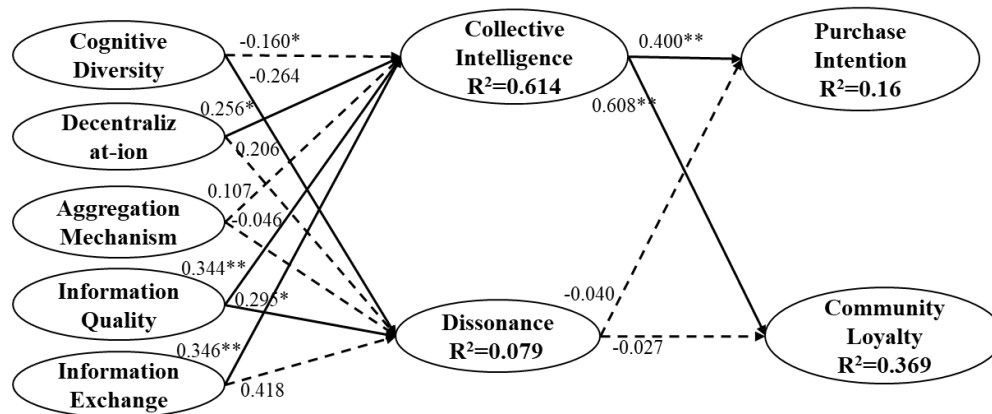 Cognitive
Diversity
Decentraliz
at-ion
Aggregation
Mechanism
Information
Quality
Information
Exchange
-0.160*
-0.264
0.256*
0.206
0.107
-0.046
0.344**
0.295*
0.346**
0.418
Collective
Intelligence
R²=0.614
Dissonance
R²=0.079
0.400**
0.608**
-0.040
-0.027
Purchase
Intention
R²=0.16
Community
Loyalty
R²=0.369